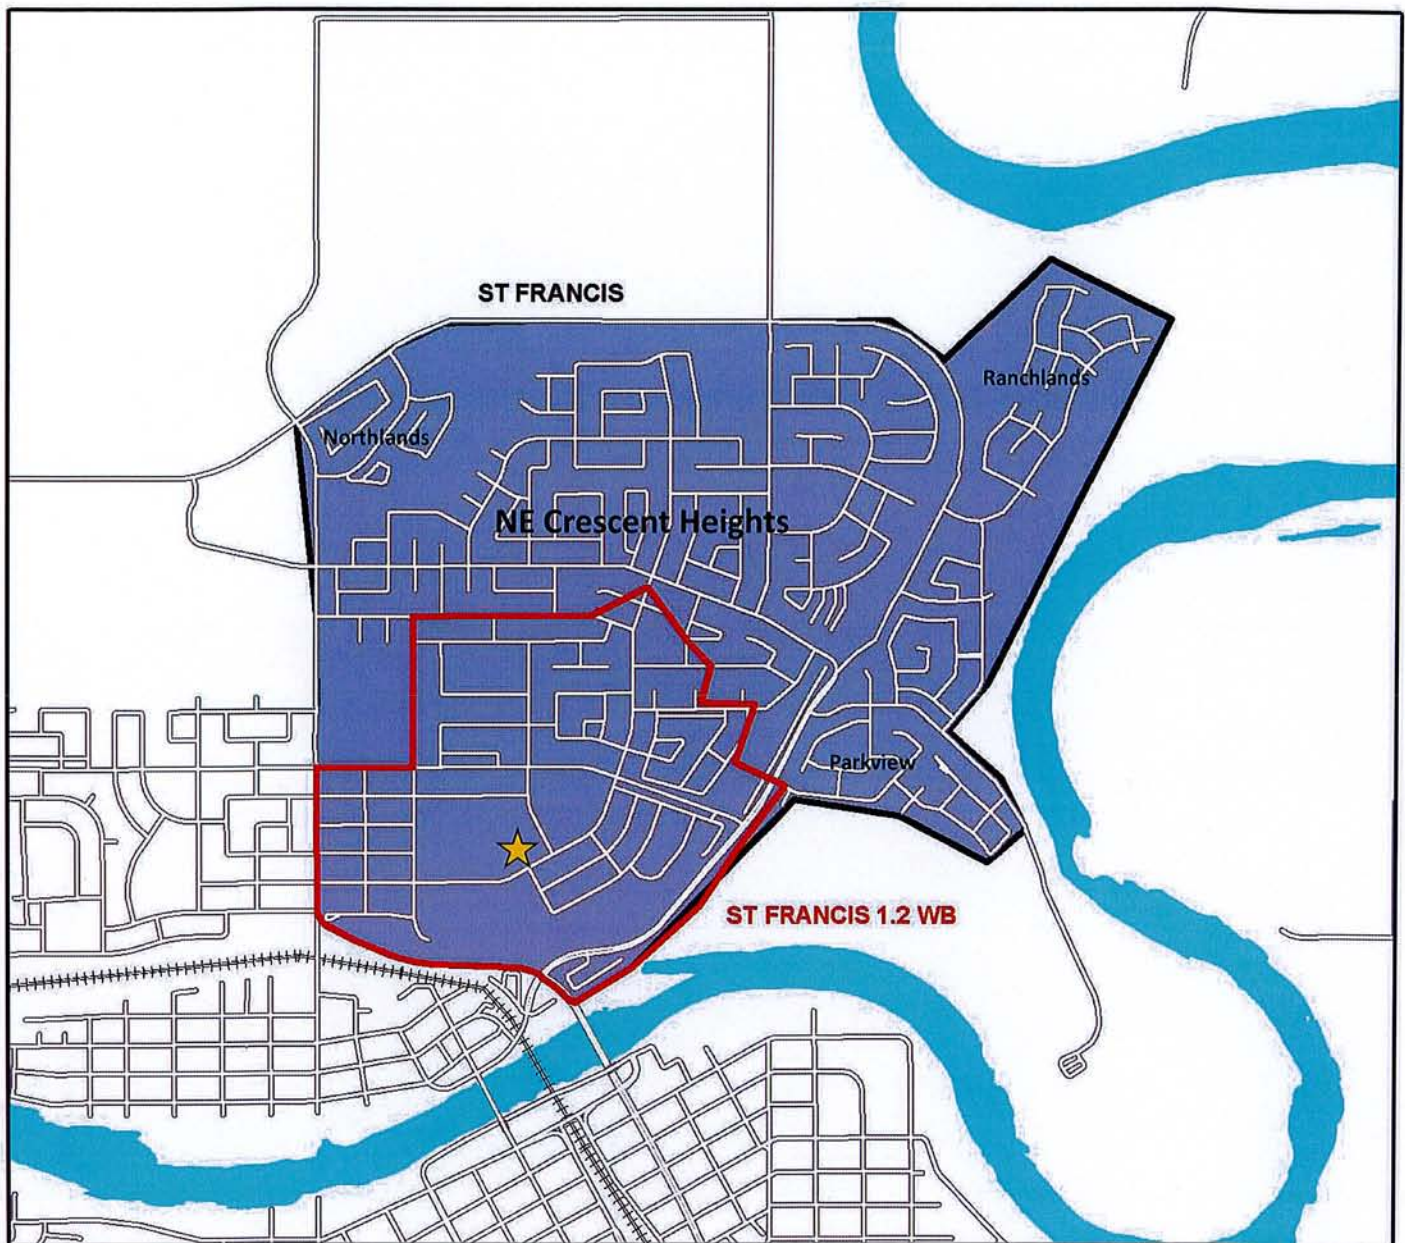 ST FRANCIS
Ranchlands
Northlands
NE Crescent Heights
Parkview
ST FRANCIS 1.2 WB